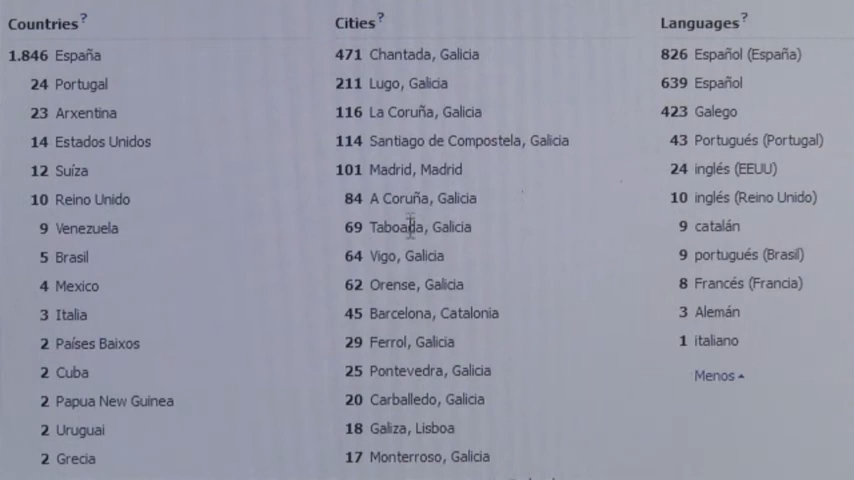 Countries?
1.846 España
24 Portugal
23 Arxentina
14 Estados Unidos
12 Suíza
10 Reino Unido
9 Venezuela
5 Brasil
4 Mexico
3 Italia
2 Países Baixos
2 Cuba
2 Papua New Guinea
2 Uruguai
2 Grecia
Cities?
471 Chantada, Galicia
211 Lugo, Galicia
116 La Coruña, Galicia
114 Santiago de Compostela, Galicia
101 Madrid, Madrid
84 A Coruña, Galicia
69 Taboada, Galicia
64 Vigo, Galicia
62 Orense, Galicia
45 Barcelona, Catalonia
29 Ferrol, Galicia
25 Pontevedra, Galicia
20 Carballedo, Galicia
18 Galiza, Lisboa
17 Monterroso, Galicia
Languages?
826 Español (España)
639 Español
423 Galego
43 Portugués (Portugal)
24 inglés (EEUU)
10 inglés (Reino Unido)
9 catalán
9 portugués (Brasil)
8 Francés (Francia)
3 Alemán
1 italiano
Menos